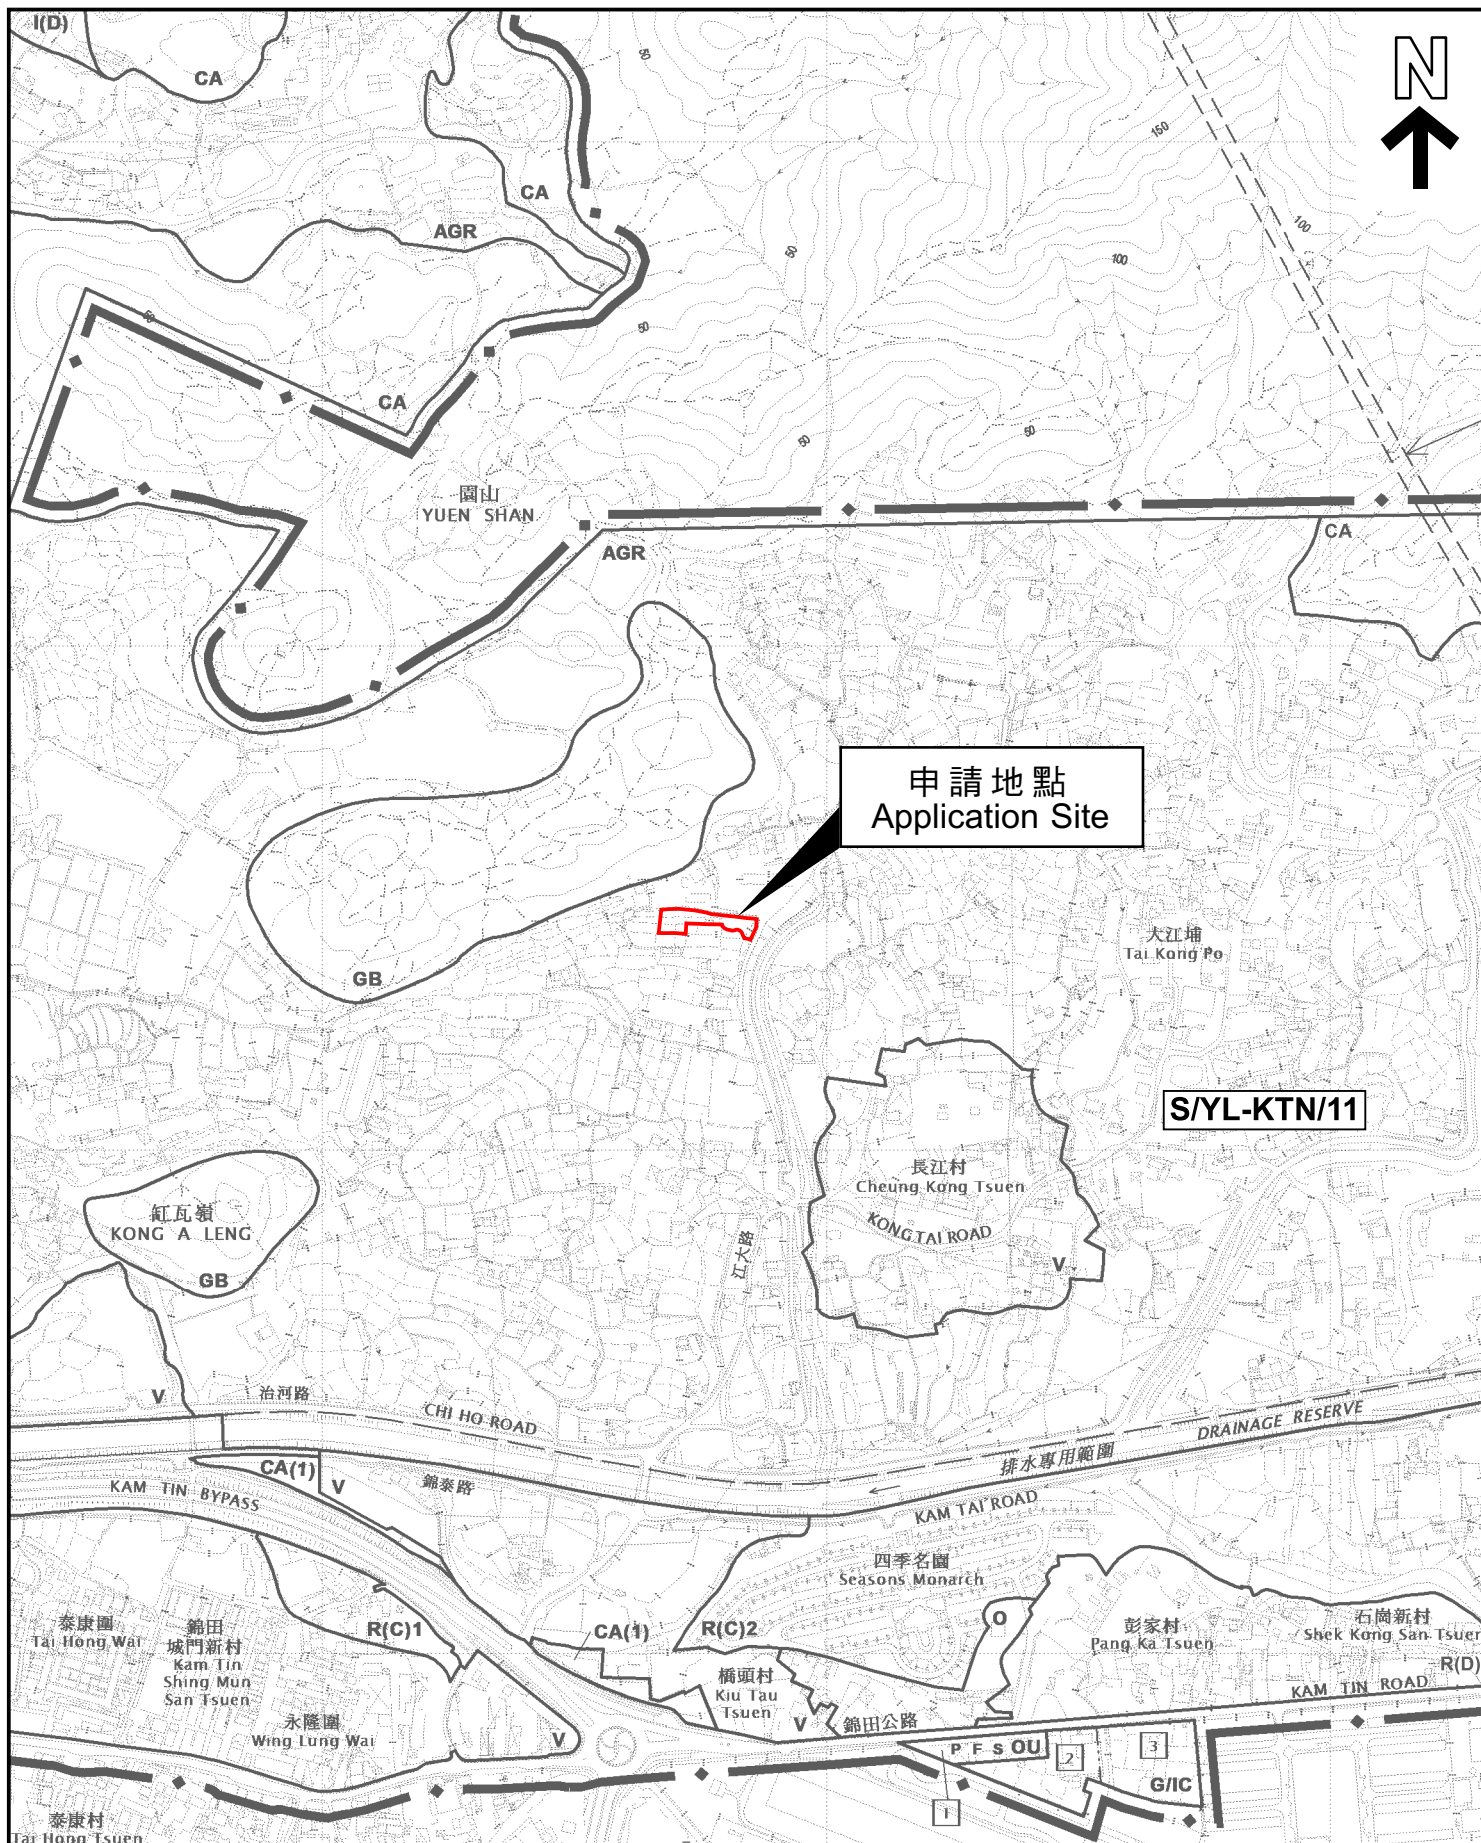 I(D)
CA
50
N
150
CA
AGR
100
50
100
50
50
CA
50
50
園山
YUEN SHAN
AGR
CA
申請地點
Application Site
大江埔
Tai Kong Po
GB
S/YL-KTN/11
長江村
Cheung Kong Tsuen
KONG TAI ROAD
V
江大路
缸瓦嶺
KONG A LENG
GB
V
治河路
CHI HO ROAD
DRAINAGE RESERVE
排水專用範圍
CA(1)
V
錦泰路
KAM TIN BYPASS
KAM TAI ROAD
四季名園
Seasons Monarch
O
泰康圍
Tai Hong Wai
錦田
城門新村
Kam Tin
Shing Mun
San Tsuen
R(C)1
CA(1)
R(C)2
彭家村
Pang Ka Tsuen
石崗新村
Shek Kong San Tsuen
R(D)
橋頭村
Kiu Tau
Tsuen
V
錦田公路
KAM TIN ROAD
永隆圍
Wing Lung Wai
V
P F S OU
2
3
G/IC
1
泰康村
Tai Hong Tsuen